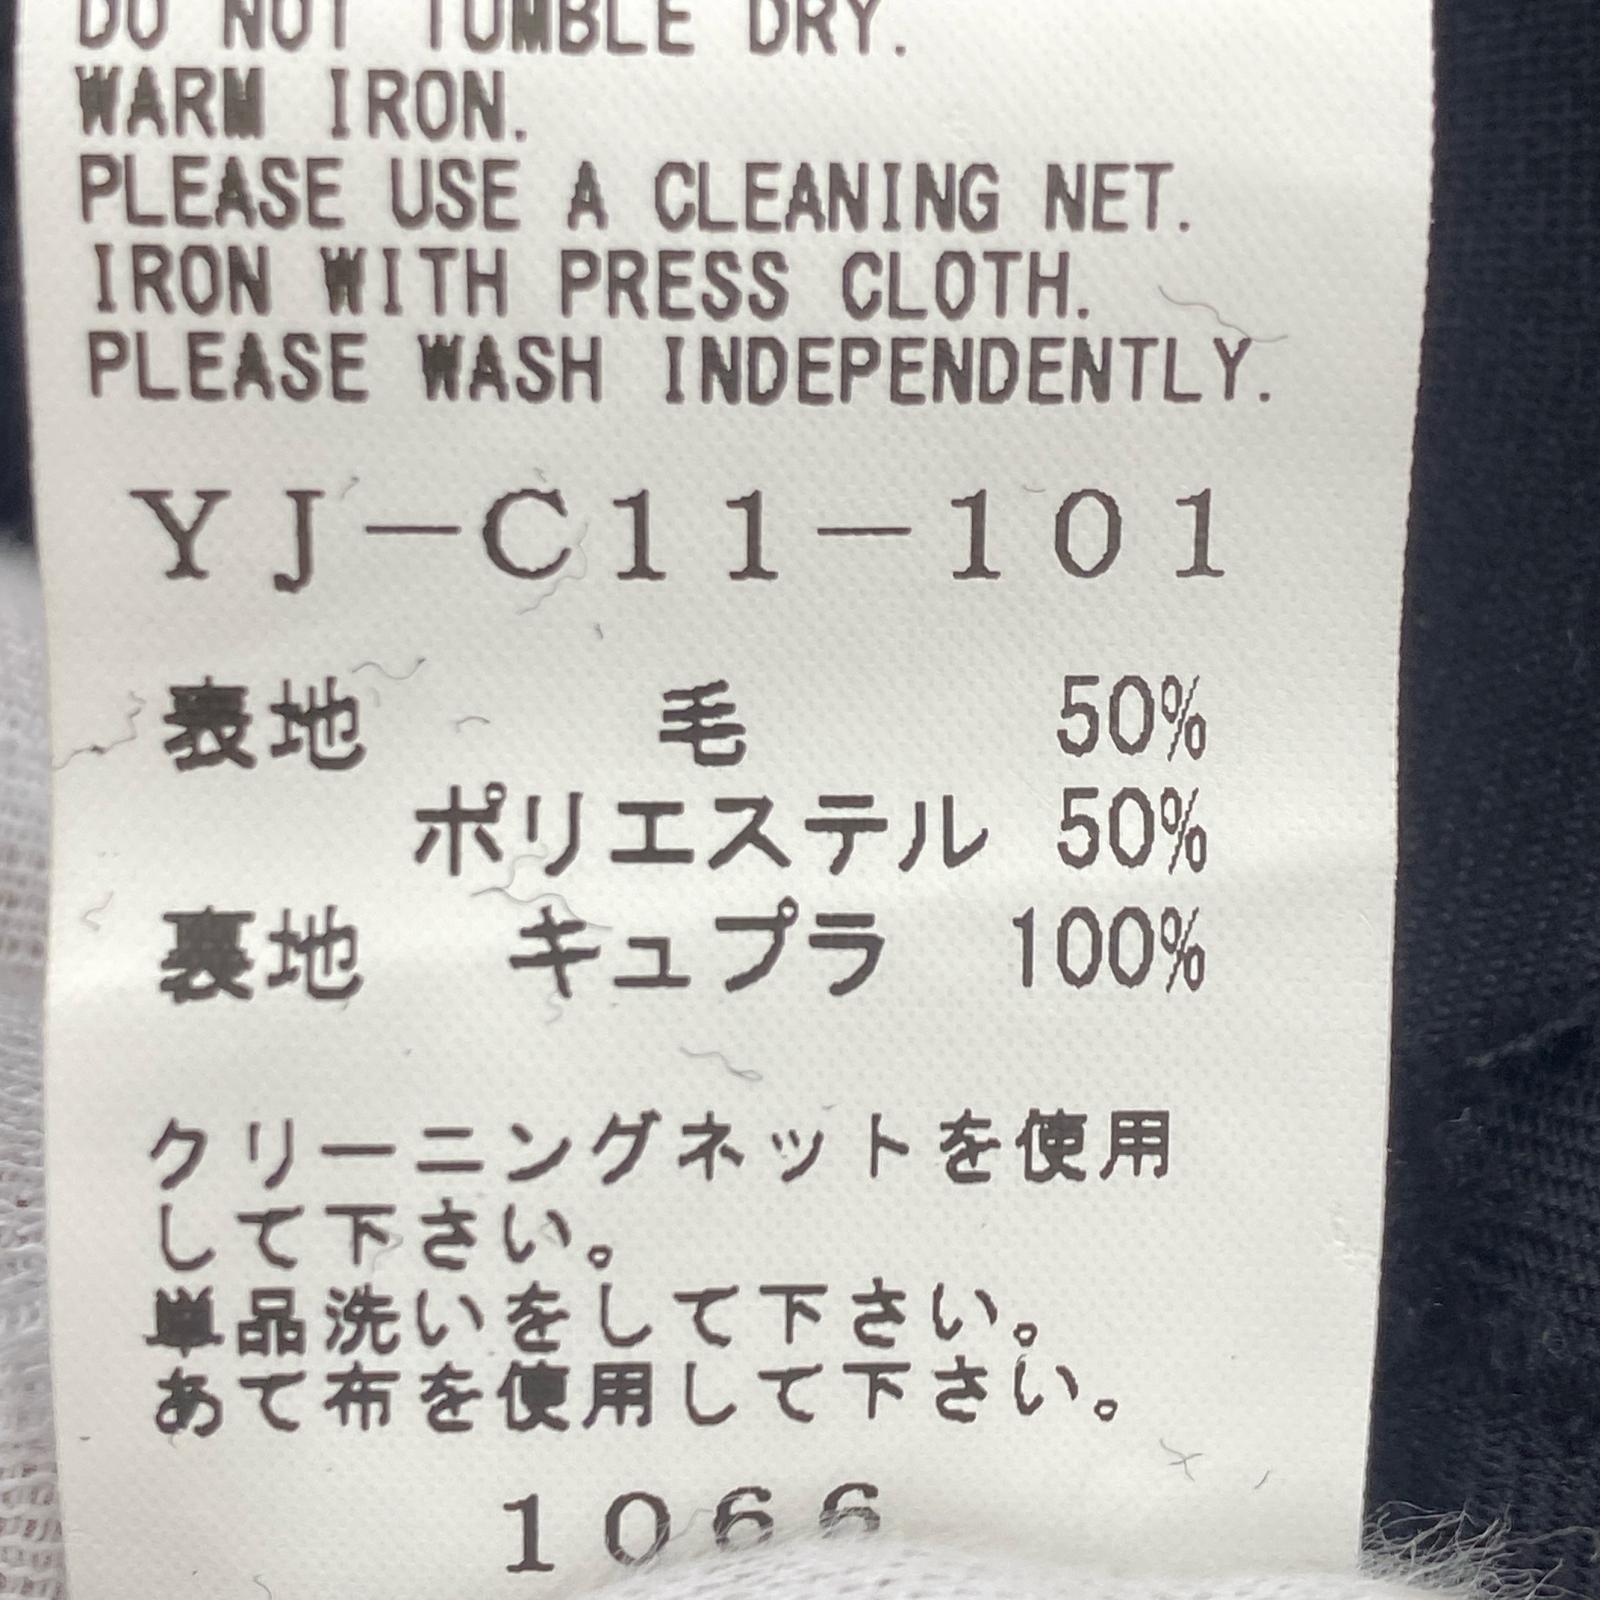 DO NOT TUMBLE DRY.
WARM IRON.
PLEASE USE A CLEANING NET.
IRON WITH PRESS CLOTH.
PLEASE WASH INDEPENDENTLY.
YJ－C11－101
表地 毛 50%
ポリエステル 50%
裏地 キュプラ 100%
クリーニングネットを使用
して下さい。
単品洗いをして下さい。
あて布を使用して下さい。
1066